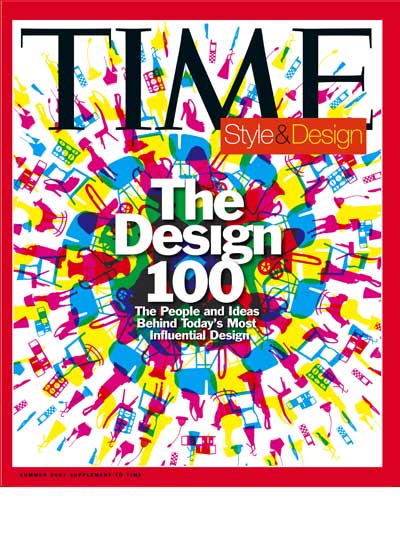 TIME
Style&Design
The
Design
100
The People and Ideas
Behind Today's Most
Influential Design
SUMMER 2007 SUPPLEMENT TO TIME